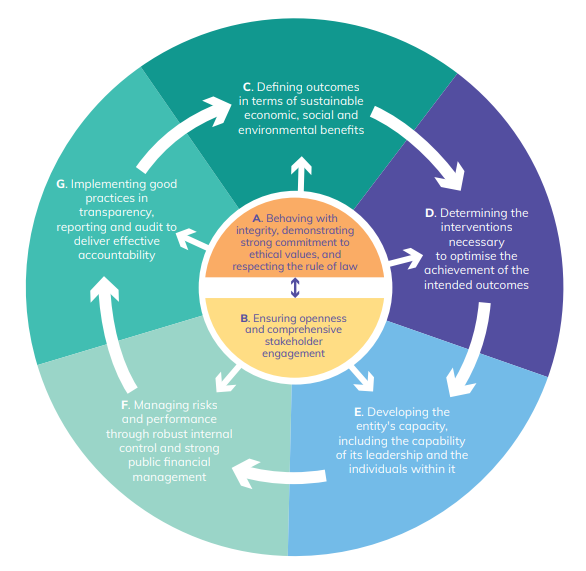 A. Behaving with
integrity, demonstrating
strong commitment to
ethical values, and
respecting the rule of law
B. Ensuring openness
and comprehensive
stakeholder
engagement
C. Defining outcomes
in terms of sustainable
economic, social and
environmental benefits
D. Determining the
interventions
necessary
to optimise the
achievement of the
intended outcomes
E. Developing the
entity's capacity,
including the capability
of its leadership and the
individuals within it
F. Managing risks
and performance
through robust internal
control and strong
public financial
management
G. Implementing good
practices in
transparency,
reporting and audit to
deliver effective
accountability